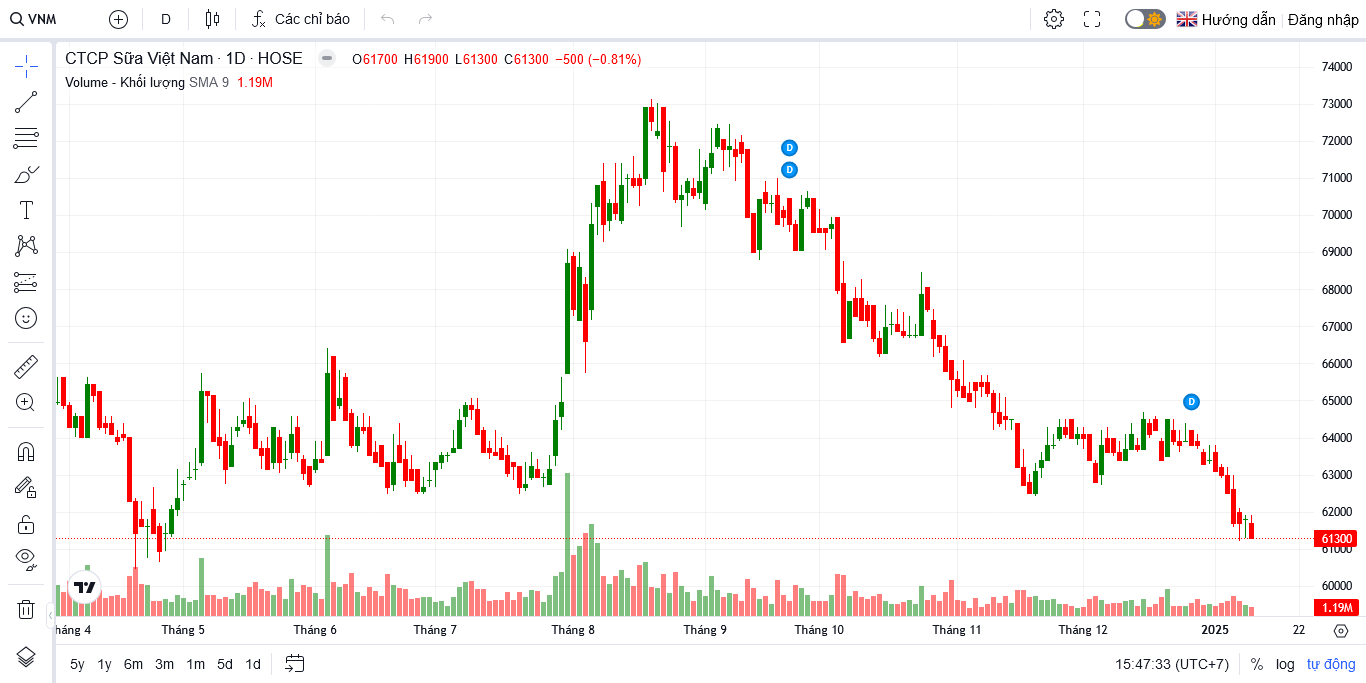 VNM D Các chỉ báo Hướng dẫn Đăng nhập
CTCP Sữa Việt Nam · 1D · HOSE O61700 H61900 L61300 C61300 −500 (−0.81%)
Volume - Khối lượng SMA 9 1.19M
74000
73000
72000
71000
70000
69000
68000
67000
66000
65000
64000
63000
62000
61300
61000
60000
1.19M
D
D
D
háng 4 Tháng 5 Tháng 6 Tháng 7 Tháng 8 Tháng 9 Tháng 10 Tháng 11 Tháng 12 2025 22
5y 1y 6m 3m 1m 5d 1d 15:47:33 (UTC+7) % log tự động